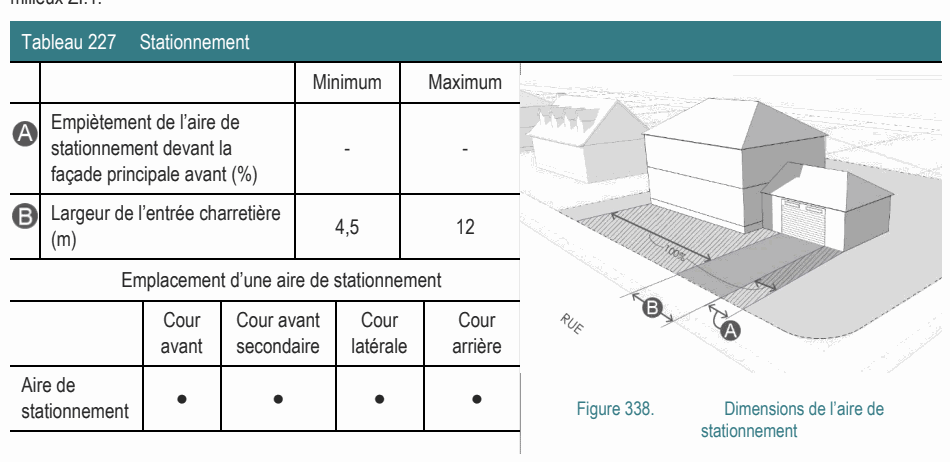 milieux ZI.1.
Tableau 227 Stationnement
Minimum Maximum
A Empiètement de l'aire de
stationnement devant la
façade principale avant (%)
- -
B Largeur de l'entrée charretière
(m)
4,5 12
Emplacement d'une aire de stationnement
Cour
avant
Cour avant
secondaire
Cour
latérale
Cour
arrière
Aire de
stationnement
● ● ● ●
100%
B
A
RUE
Figure 338. Dimensions de l'aire de
stationnement